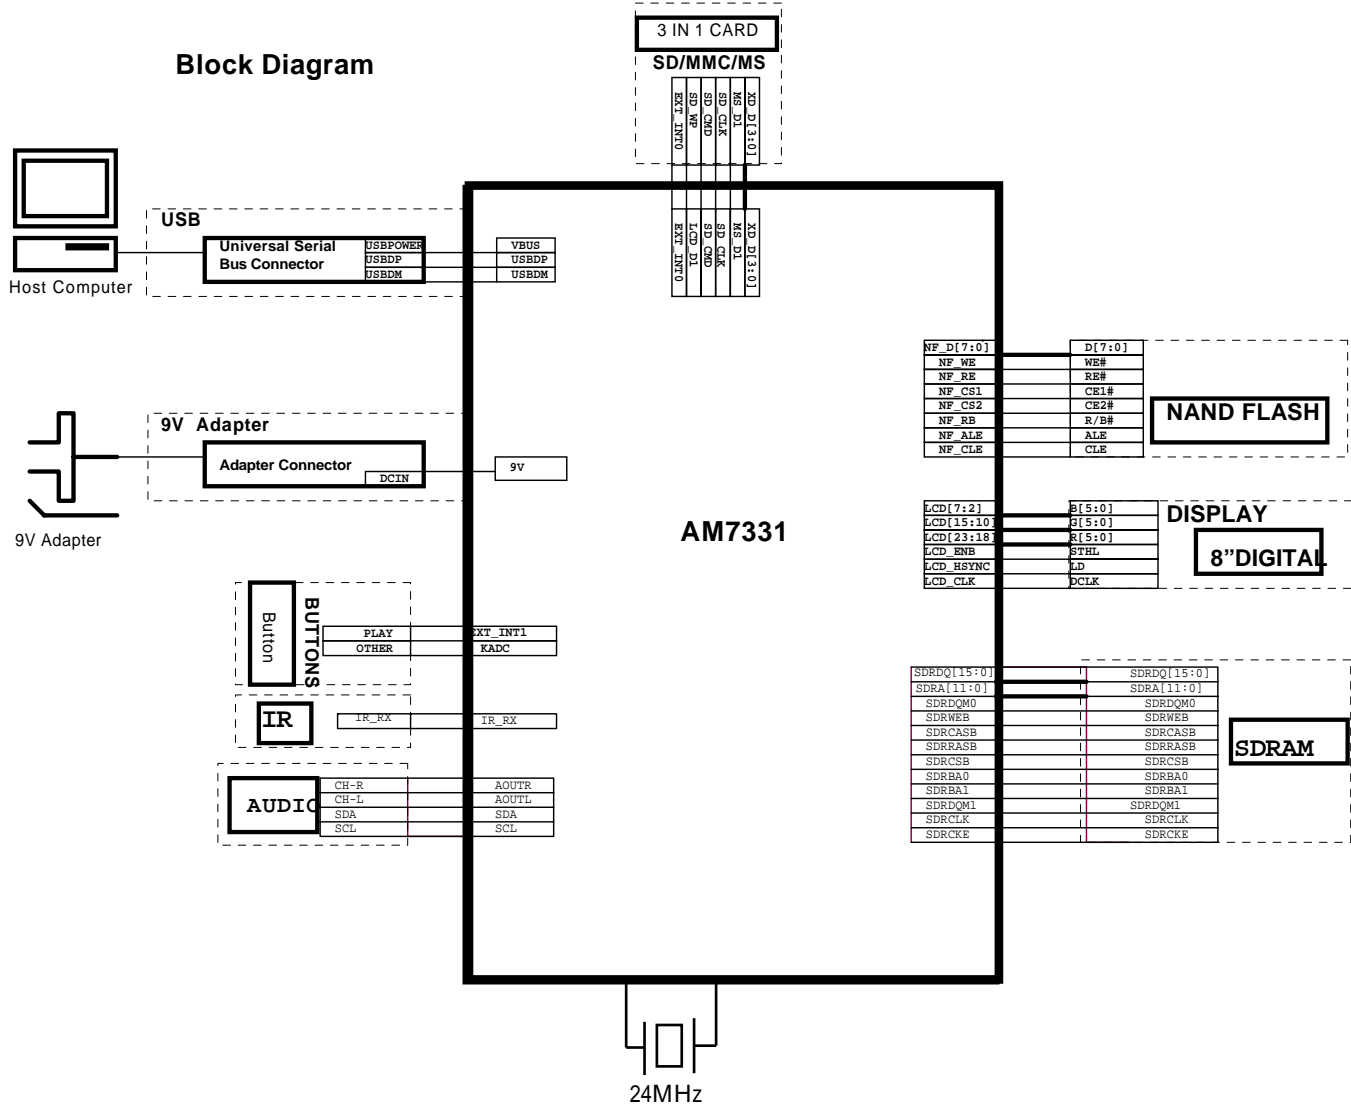 Block Diagram
3 IN 1 CARD
SD/MMC/MS
EXT_INT0
SD_WP
SD_CMD
SD_CLK
MS_D1
XD_D[3:0]
EXT_INT0
LCD_D1
SD_CMD
SD_CLK
MS_D1
XD_D[3:0]
Host Computer
USB
Universal Serial
Bus Connector
USBPOWER VBUS
USBDP USBDP
USBDM USBDM
9V Adapter
9V Adapter
Adapter Connector
DCIN
9V
Button
BUTTONS
PLAY EXT_INT1
OTHER KADC
IR
IR_RX IR_RX
AUDIO
CH-R AOUTR
CH-L AOUTL
SDA SDA
SCL SCL
AM7331
NF_D[7:0] D[7:0]
NF_WE WE#
NF_RE RE#
NF_CS1 CE1#
NF_CS2 CE2#
NF_RB R/B#
NF_ALE ALE
NF_CLE CLE
NAND FLASH
LCD[7:2] B[5:0]
LCD[15:10] G[5:0]
LCD[23:18] R[5:0]
LCD_ENB STHL
LCD_HSYNC LD
LCD_CLK DCLK
DISPLAY
8”DIGITAL
SDRDQ[15:0] SDRDQ[15:0]
SDRA[11:0] SDRA[11:0]
SDRDQM0 SDRDQM0
SDRWEB SDRWEB
SDRCASB SDRCASB
SDRRASB SDRRASB
SDRCSB SDRCSB
SDRBA0 SDRBA0
SDRBA1 SDRBA1
SDRDQM1 SDRDQM1
SDRCLK SDRCLK
SDRCKE SDRCKE
SDRAM
24MHz